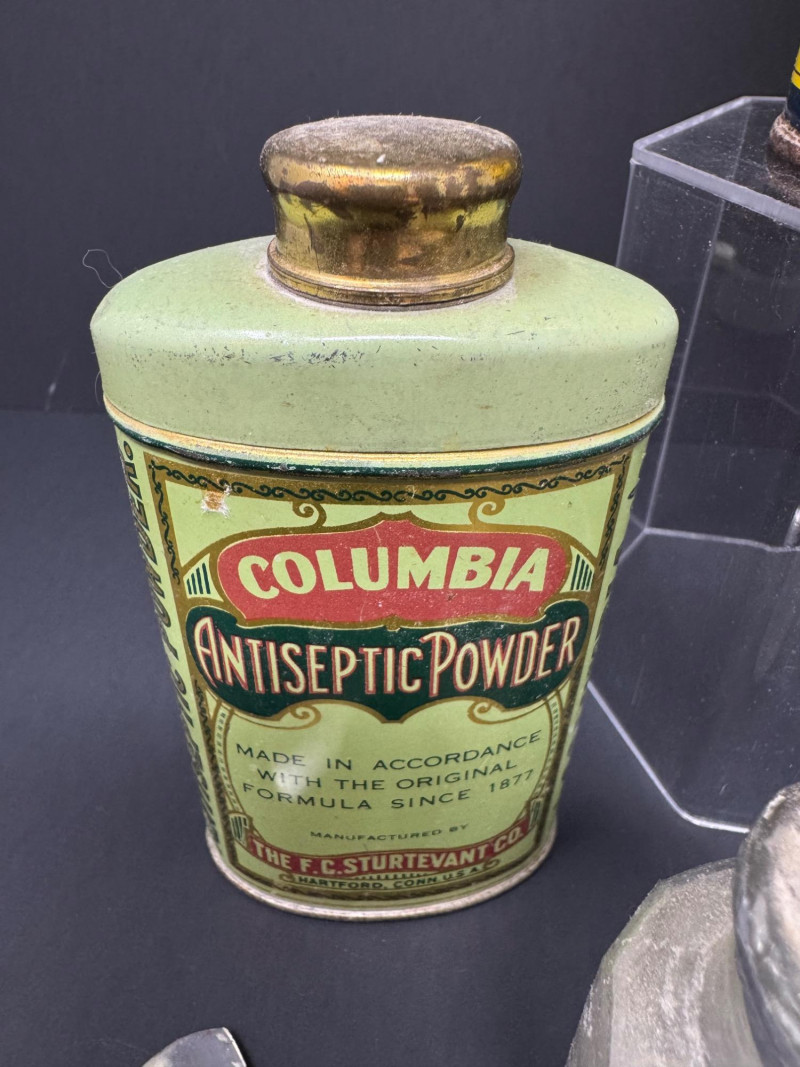 COLUMBIA
ANTISEPTIC POWDER
MADE IN ACCORDANCE
WITH THE ORIGINAL
FORMULA SINCE 1877
MANUFACTURED BY
THE F.C. STURTEVANT CO.
HARTFORD, CONN. U.S.A.